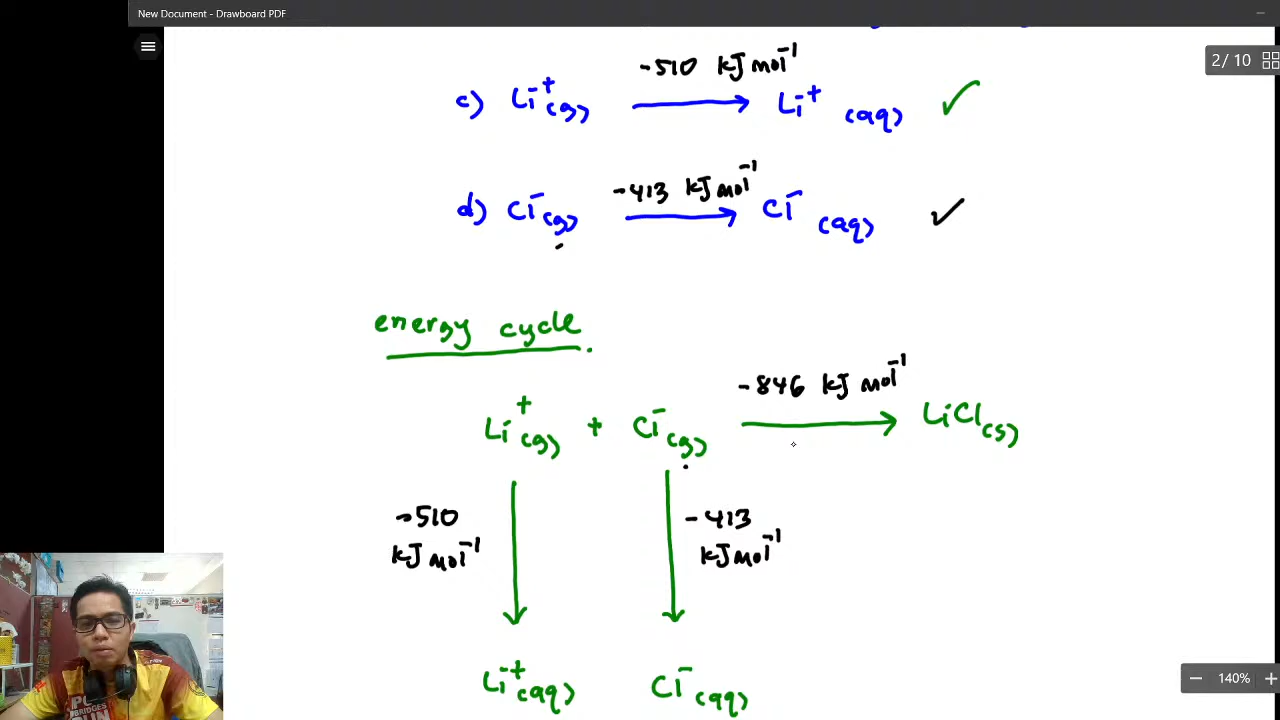 New Document - Drawboard PDF
2 / 10
-510 kJ mol⁻¹
c) Li⁺(g) → Li⁺ (aq) ✓
-413 kJ mol⁻¹
d) Cl⁻(g) → Cl⁻ (aq) ✓
energy cycle
-846 kJ mol⁻¹
Li⁺(g) + Cl⁻(g) → LiCl(s)
-510 -413
kJ mol⁻¹ kJ mol⁻¹
Li⁺(aq) Cl⁻(aq)
140%